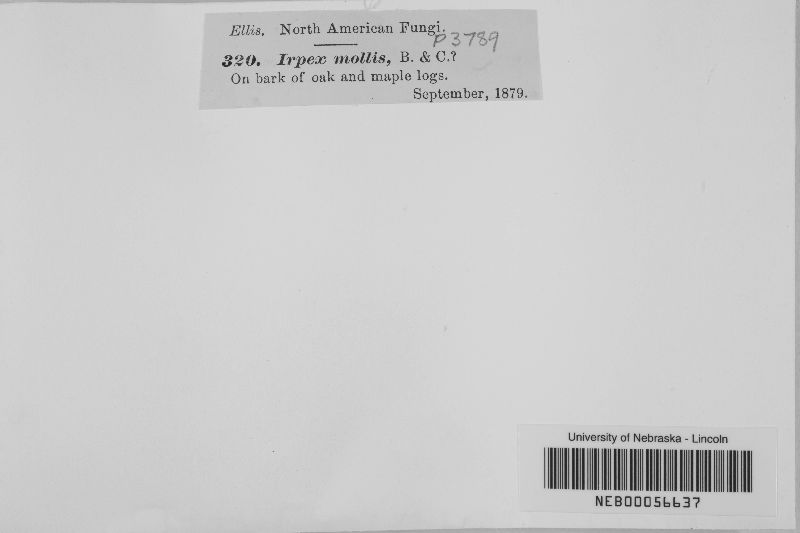 Ellis, North American Fungi.
P3789
320. Irpex mollis, B. & C.?
On bark of oak and maple logs.
September, 1879.
University of Nebraska - Lincoln
NEB00056637